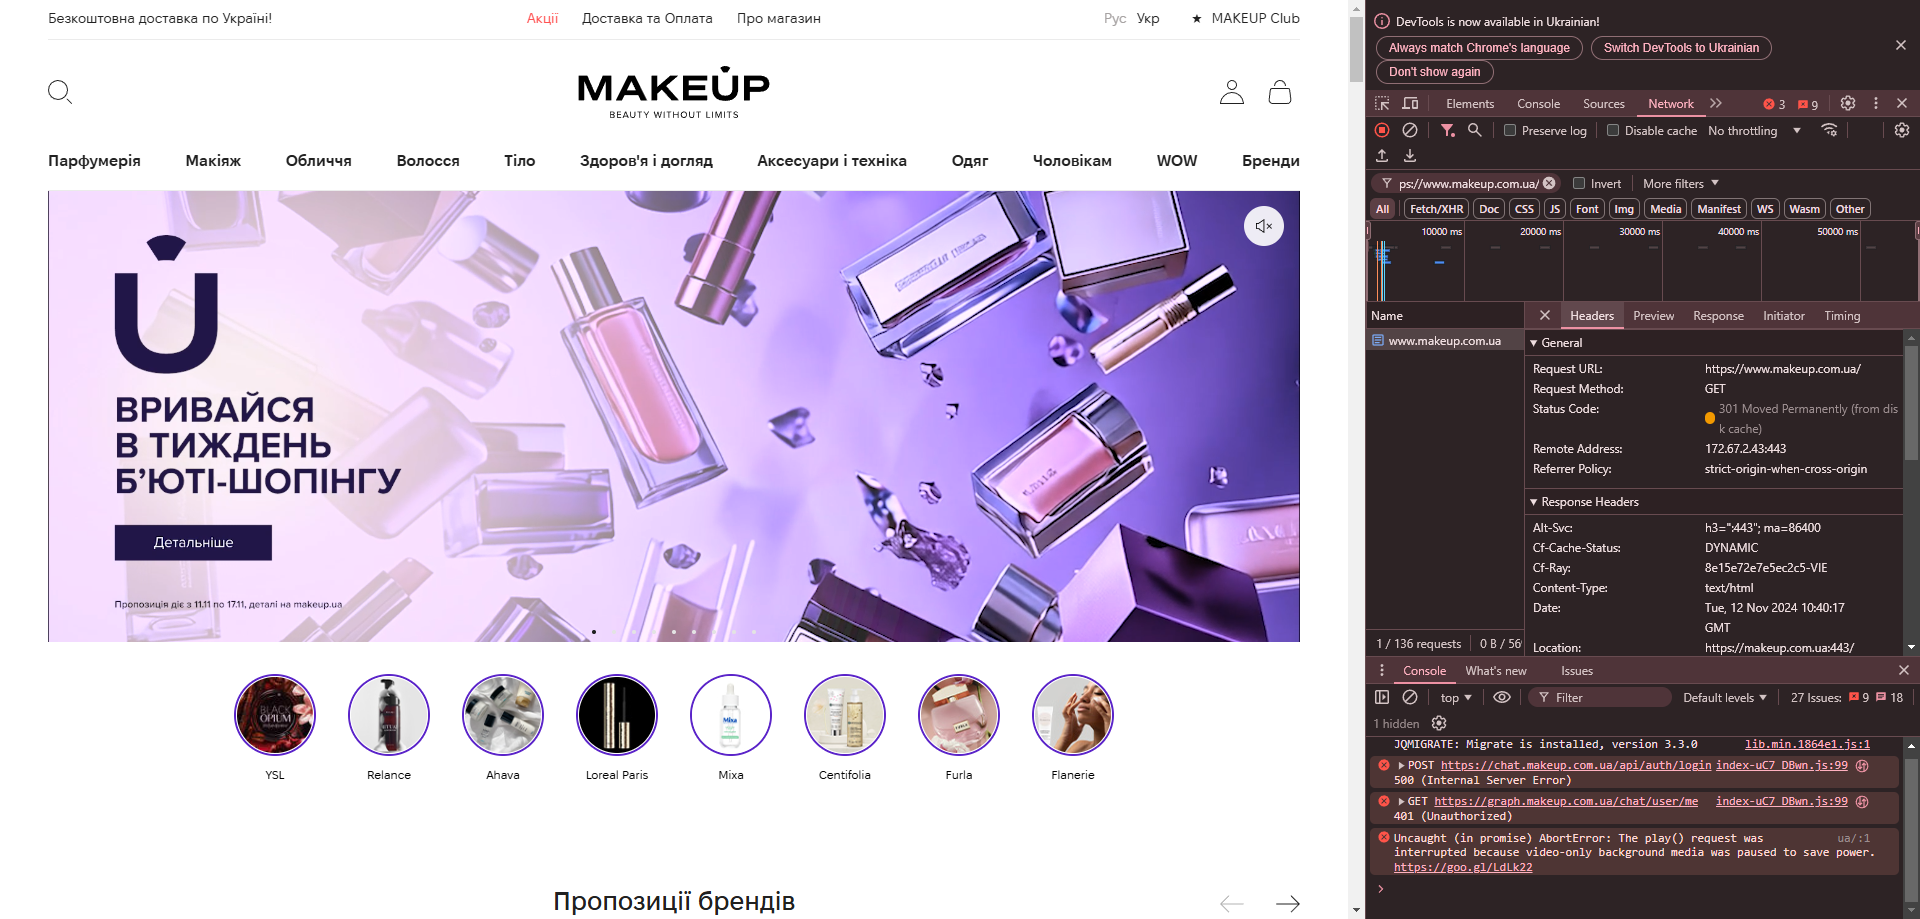 Безкоштовна доставка по Україні!
Акції Доставка та Оплата Про магазин
Рус Укр ★ MAKEUP Club
MAKEUP
BEAUTY WITHOUT LIMITS
Парфумерія Макіяж Обличчя Волосся Тіло Здоров'я і догляд Аксесуари і техніка Одяг Чоловікам WOW Бренди
ВРИВАЙСЯ
В ТИЖДЕНЬ
Б'ЮТІ-ШОПІНГУ
Детальніше
Пропозиція діє з 11.11 по 17.11, деталі на makeup.ua
BLACK
OPIUM
Mixa
FURLA
YSL Relance Ahava Loreal Paris Mixa Centifolia Furla Flanerie
Пропозиції брендів
DevTools is now available in Ukrainian!
Always match Chrome's language Switch DevTools to Ukrainian
Don't show again
Elements Console Sources Network 3 9
Preserve log Disable cache No throttling
ps://www.makeup.com.ua/ Invert More filters
All Fetch/XHR Doc CSS JS Font Img Media Manifest WS Wasm Other
10000 ms 20000 ms 30000 ms 40000 ms 50000 ms
Name
www.makeup.com.ua
1 / 136 requests 0 B / 56
Headers Preview Response Initiator Timing
General
Request URL: https://www.makeup.com.ua/
Request Method: GET
Status Code: 301 Moved Permanently (from dis
k cache)
Remote Address: 172.67.2.43:443
Referrer Policy: strict-origin-when-cross-origin
Response Headers
Alt-Svc: h3=":443"; ma=86400
Cf-Cache-Status: DYNAMIC
Cf-Ray: 8e15e72e7e5ec2c5-VIE
Content-Type: text/html
Date: Tue, 12 Nov 2024 10:40:17
GMT
Location: https://makeup.com.ua:443/
Console What's new Issues
top Filter Default levels 27 Issues: 9 18
1 hidden
JQMIGRATE: Migrate is installed, version 3.3.0 lib.min.1864e1.js:1
POST https://chat.makeup.com.ua/api/auth/login index-uC7_DBwn.js:99
500 (Internal Server Error)
GET https://graph.makeup.com.ua/chat/user/me index-uC7_DBwn.js:99
401 (Unauthorized)
Uncaught (in promise) AbortError: The play() request was ua/:1
interrupted because video-only background media was paused to save power.
https://goo.gl/LdLk22